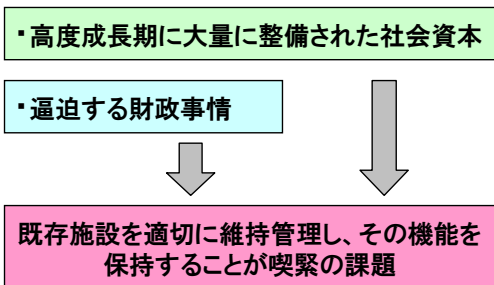 ・高度成長期に大量に整備された社会資本
・逼迫する財政事情
既存施設を適切に維持管理し、その機能を
保持することが喫緊の課題